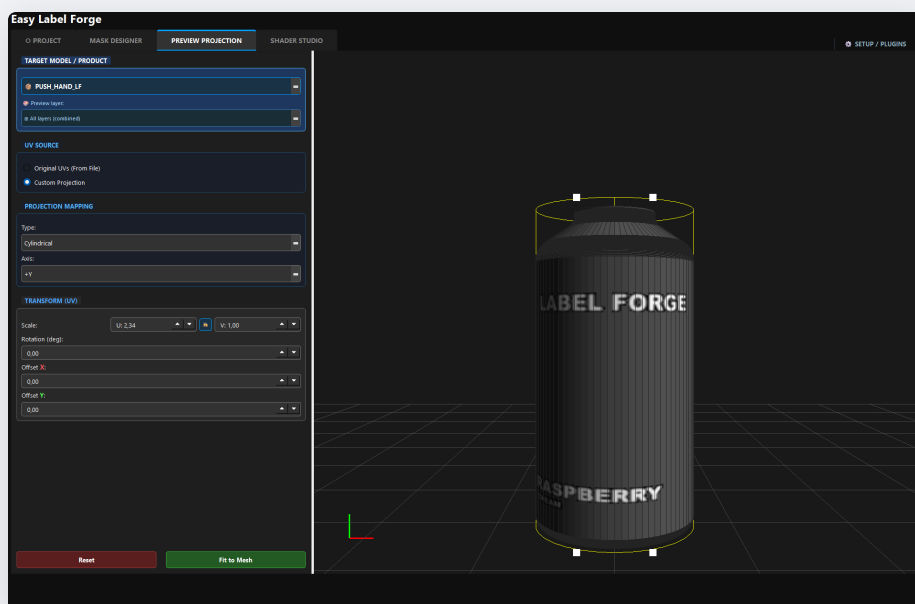 Easy Label Forge
PROJECT
MASK DESIGNER
PREVIEW PROJECTION
SHADER STUDIO
SETUP / PLUGINS
TARGET MODEL / PRODUCT
PUSH_HAND_LF
Preview layer:
All layers (combined)
UV SOURCE
Original UVs (From File)
Custom Projection
PROJECTION MAPPING
Type:
Cylindrical
Axis:
+Y
TRANSFORM (UV)
Scale:
U: 2,34
V: 1,00
Rotation (deg):
0,00
Offset X:
0,00
Offset Y:
0,00
Reset
Fit to Mesh
LABEL FORGE
RASPBERRY